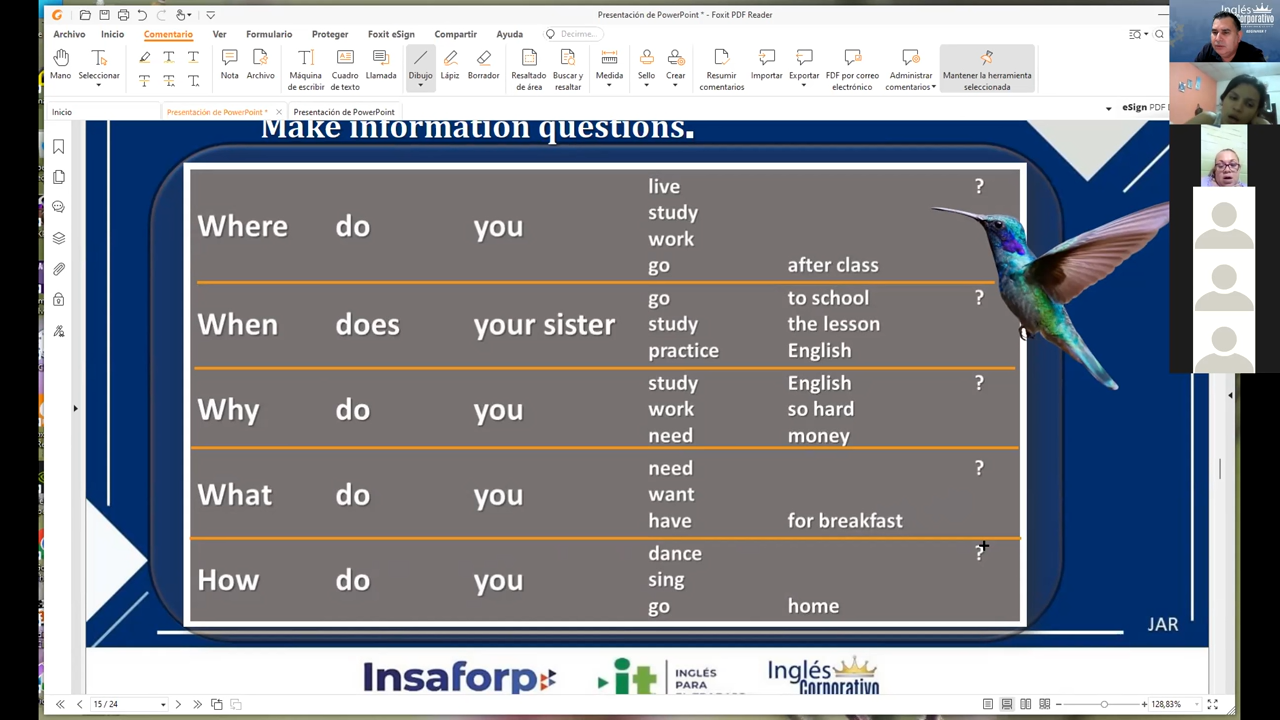 Presentación de PowerPoint * - Foxit PDF Reader
Archivo Inicio Comentario Ver Formulario Proteger Foxit eSign Compartir Ayuda Decirme...
Mano Seleccionar Nota Archivo Máquina de escribir Cuadro de texto Llamada Dibujo Lápiz Borrador Resaltado de área Buscar y resaltar Medida Sello Crear Resumir comentarios Importar Exportar FDF por correo electrónico Administrar comentarios Mantener la herramienta seleccionada
Inicio Presentación de PowerPoint * × Presentación de PowerPoint eSign PDF
Make information questions.
Where do you live ?
study
work
go after class
When does your sister go to school ?
study the lesson
practice English
Why do you study English ?
work so hard
need money
What do you need ?
want
have for breakfast
How do you dance ?
sing
go home
JAR
Insaforp it INGLÉS PARA Inglés Corporativo
15 / 24 128,83%
Inglés
Corporativo